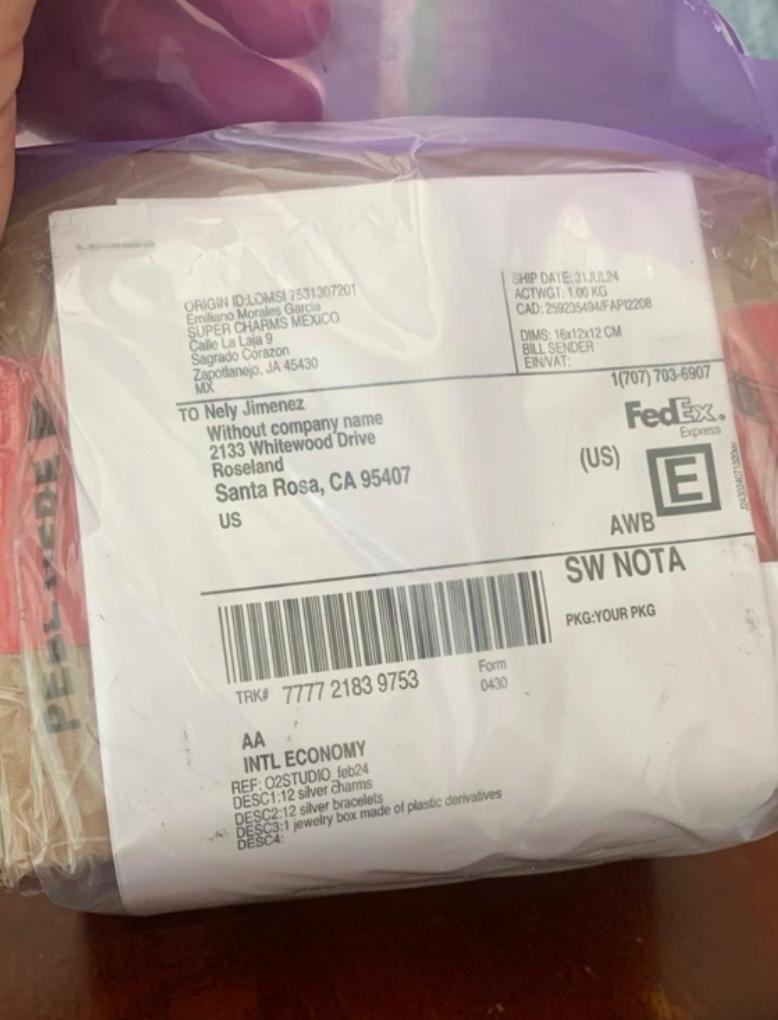 ORIGIN ID:LOMSI 7531307201
Emiliano Morales Garcia
SUPER CHARMS MEXICO
Calle La Laja 9
Sagrado Corazon
Zapotlanejo, JA 45430
MX
SHIP DATE: 31JUL24
ACTWGT: 1.00 KG
CAD: 259235494/FAPI2208
DIMS: 16x12x12 CM
BILL SENDER
EIN/VAT:
TO Nely Jimenez
Without company name
2133 Whitewood Drive
Roseland
Santa Rosa, CA 95407
US
1(707) 703-6907
FedEx.
Express
(US)
E
AWB
SW NOTA
PKG:YOUR PKG
TRK# 7777 2183 9753
Form
0430
AA
INTL ECONOMY
REF: O2STUDIO_feb24
DESC1:12 silver charms
DESC2:12 silver bracelets
DESC3:1 jewelry box made of plastic derivatives
DESC4:
PEEL HERE